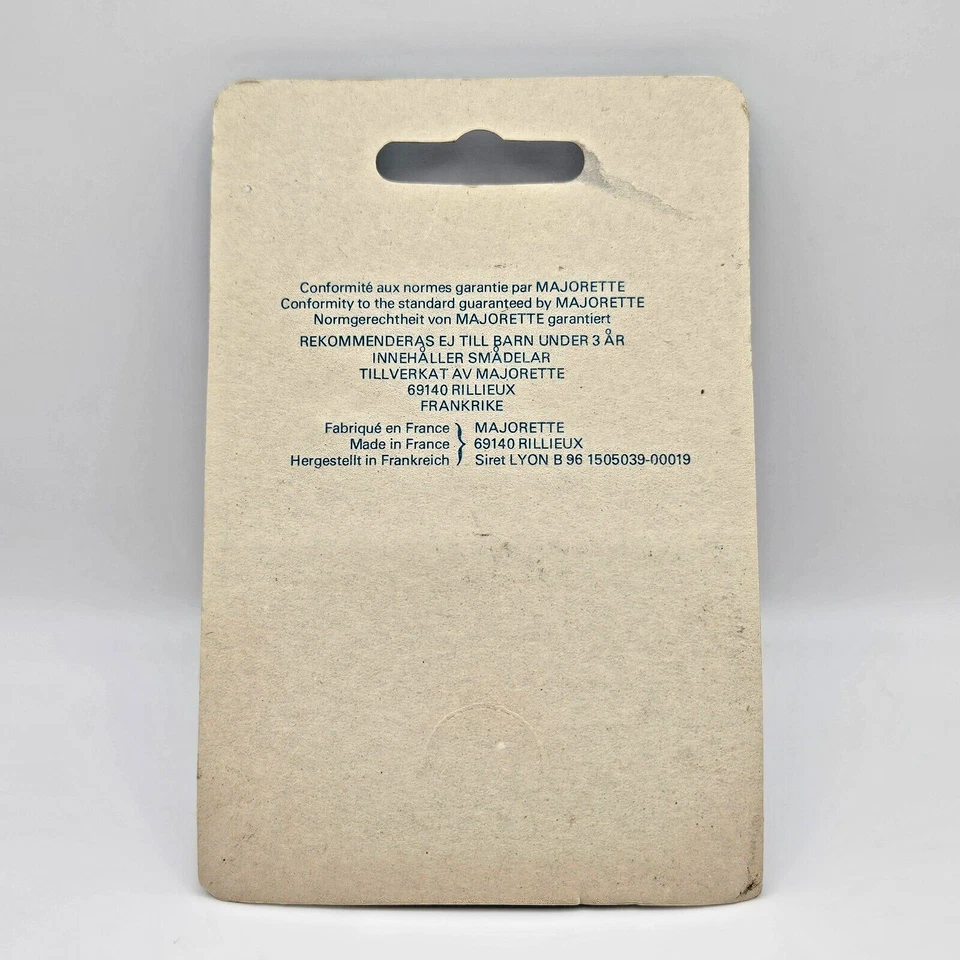 Conformité aux normes garantie par MAJORETTE
Conformity to the standard guaranteed by MAJORETTE
Normgerechtheit von MAJORETTE garantiert
REKOMMENDERAS EJ TILL BARN UNDER 3 ÅR
INNEHÅLLER SMÅDELAR
TILLVERKAT AV MAJORETTE
69140 RILLIEUX
FRANKRIKE
Fabriqué en France } MAJORETTE
Made in France } 69140 RILLIEUX
Hergestellt in Frankreich } Siret LYON B 96 1505039-00019